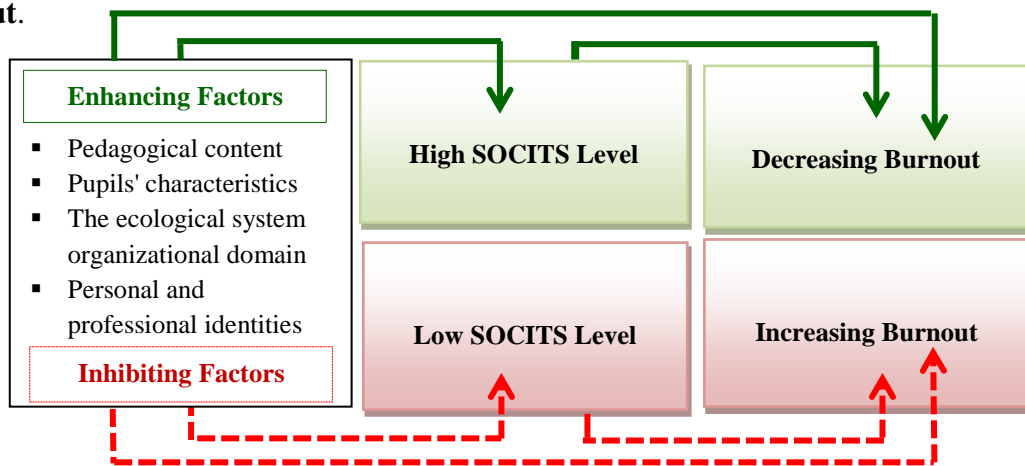 ut.
Enhancing Factors
▪ Pedagogical content
▪ Pupils' characteristics
▪ The ecological system
organizational domain
▪ Personal and
professional identities
Inhibiting Factors
High SOCITS Level
Low SOCITS Level
Decreasing Burnout
Increasing Burnout